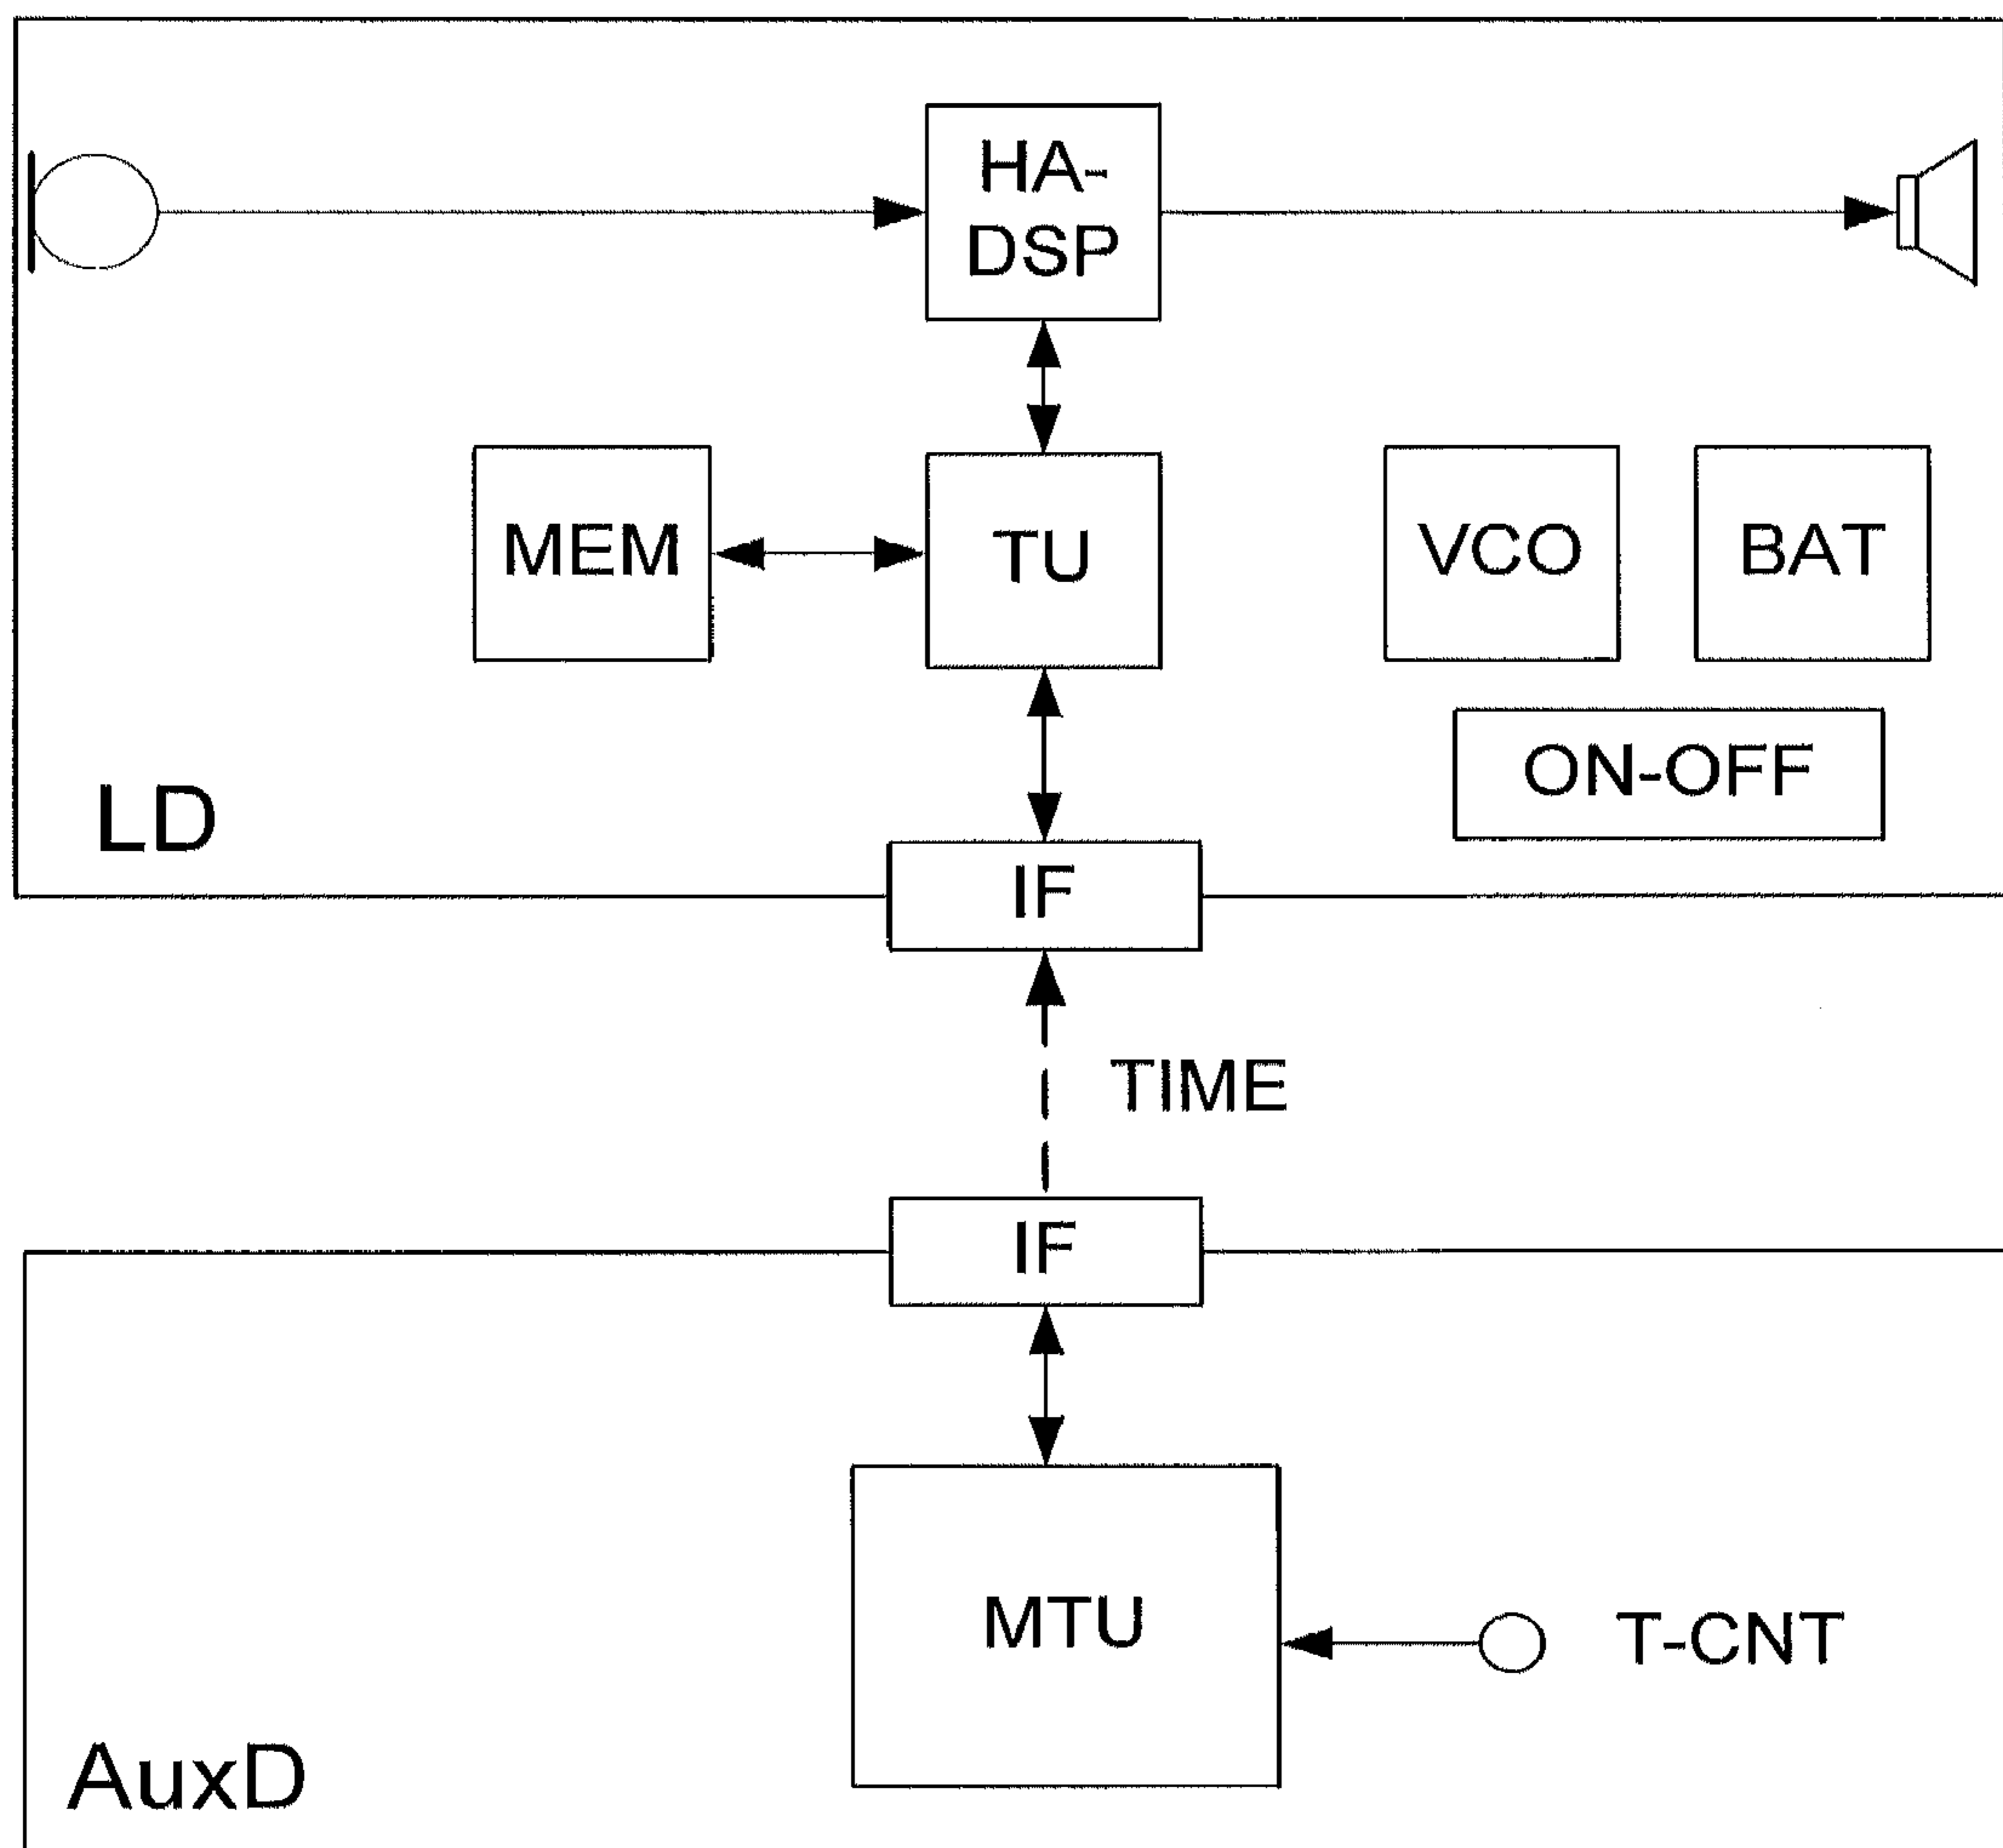 HA-
DSP
MEM
TU
VCO
BAT
ON-OFF
LD
IF
TIME
IF
MTU
T-CNT
AuxD